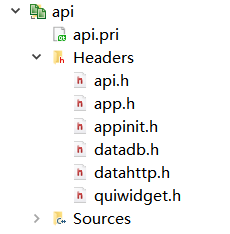 api
api.pri
Headers
api.h
app.h
appinit.h
datadb.h
datahttp.h
quiwidget.h
Sources